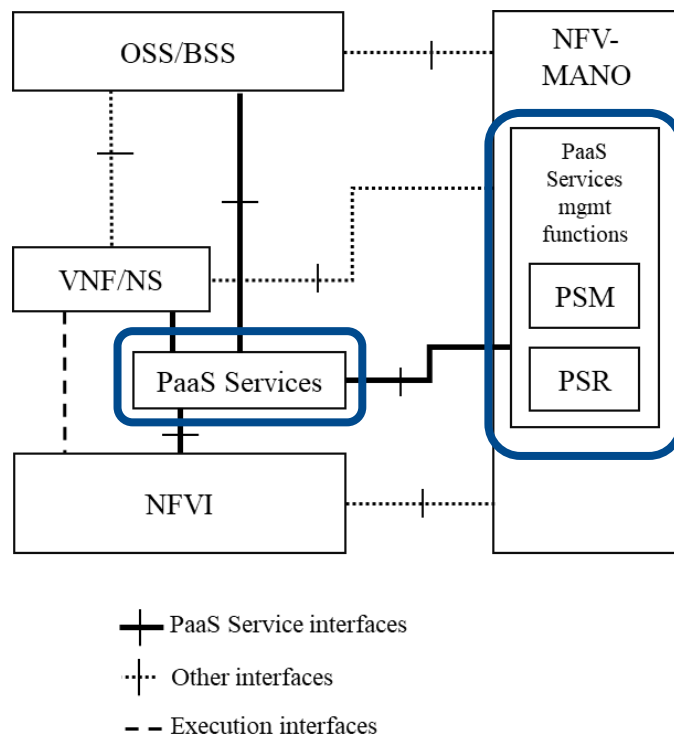 OSS/BSS
NFV-
MANO
PaaS
Services
mgmt
functions
VNF/NS
PSM
PaaS Services
PSR
NFVI
PaaS Service interfaces
Other interfaces
Execution interfaces